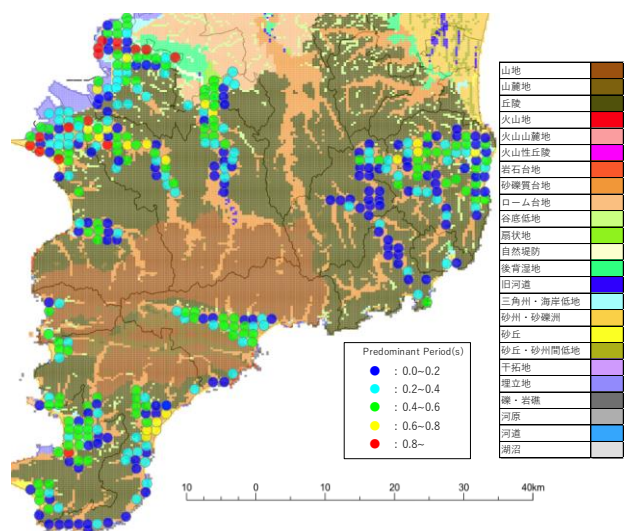 山地
山麓地
丘陵
火山地
火山山麓地
火山性丘陵
岩石台地
砂礫質台地
ローム台地
谷底低地
扇状地
自然堤防
後背湿地
旧河道
三角州・海岸低地
砂州・砂礫洲
砂丘
砂丘・砂州間低地
干拓地
埋立地
礫・岩礁
河原
河道
湖沼
Predominant Period(s)
: 0.0~0.2
: 0.2~0.4
: 0.4~0.6
: 0.6~0.8
: 0.8~
10 0 10 20 30 40km